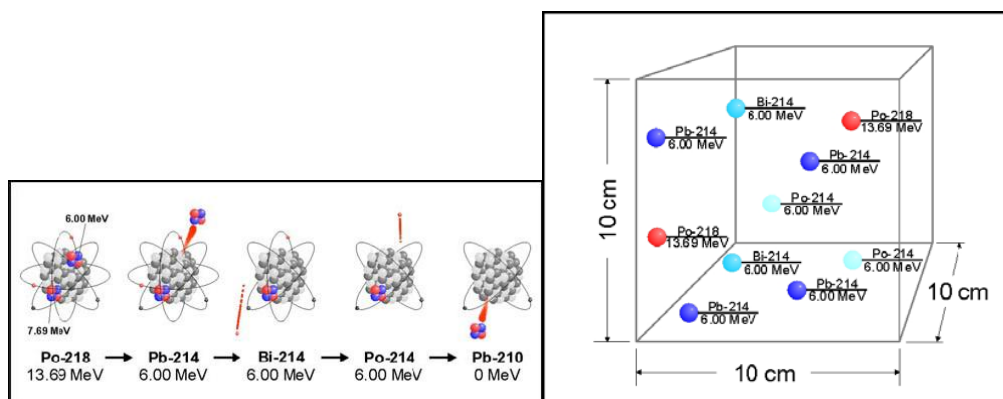 6.00 MeV
7.69 MeV
Po-218 Pb-214 Bi-214 Po-214 Pb-210
13.69 MeV 6.00 MeV 6.00 MeV 6.00 MeV 0 MeV
Bi-214
6.00 MeV
Po-218
13.69 MeV
Pb-214
6.00 MeV
Pb-214
6.00 MeV
Po-214
6.00 MeV
10 cm
Po-218
13.69 MeV
Bi-214
6.00 MeV
Po-214
6.00 MeV
Pb-214
6.00 MeV
10 cm
Pb-214
6.00 MeV
10 cm